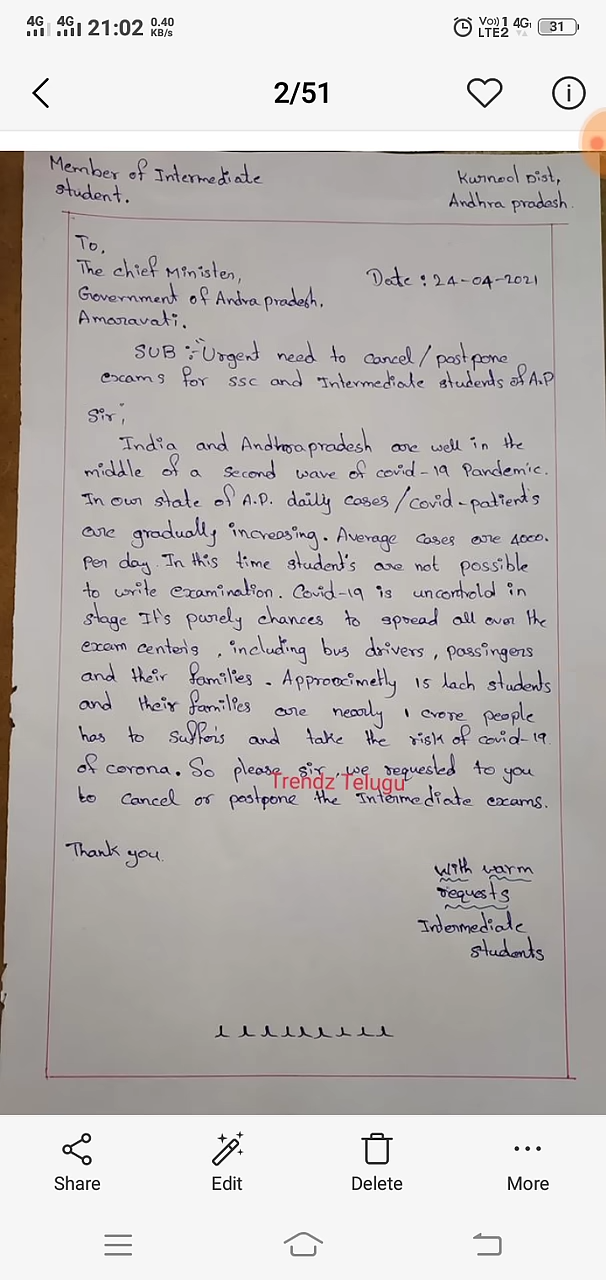 4G 4G 21:02 0.40 KB/s Vo)) 1 4G LTE2 31
2/51
Member of Intermediate
student.
Kurnool Dist,
Andhra pradesh.
To,
The chief Minister,
Date : 24-04-2021
Government of Andra pradesh.
Amaravati.
SUB :- Urgent need to cancel/postpone
exams for ssc and Intermediate students of A.P
Sir,
India and Andhrapradesh are well in the
middle of a second wave of covid-19 Pandemic.
In our state of A.P. daily cases/covid-patient's
are gradually increasing. Average cases are 4000.
Per day. In this time student's are not possible
to write examination. Covid-19 is uncontrold in
stage It's purely chances to spread all over the
exam center's, including bus drivers, passingers
and their families. Approocimetly 15 lach students
and their families are nearly 1 crore people
has to suffer's and take the risk of covid-19.
of corona. So please sir, we requested to you
Trendz Telugu
to cancel or postpone the Intermediate exams.
Thank you.
With warm
requests
Intermediate
students
Share Edit Delete More